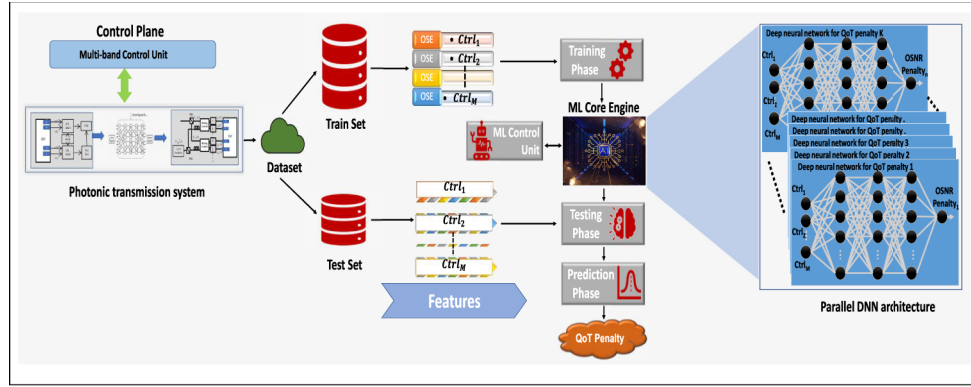 Control Plane
Multi-band Control Unit
Photonic transmission system
Dataset
Train Set
Test Set
OSE • Ctrl₁
OSE • Ctrl₂
OSE
OSE • Ctrl_M
Ctrl₁
Ctrl₂
Ctrl_M
Features
Training
Phase
ML Core Engine
ML Control
Unit
Testing
Phase
Prediction
Phase
QoT Penalty
Deep neural network for QoT penalty K
Ctrl₁
Ctrl₂
Ctrl_M
OSNR
Penaltyₙ
Deep neural network for QoT penalty .
Deep neural network for QoT penalty .
Deep neural network for QoT penalty 3
Deep neural network for QoT penalty 2
Deep neural network for QoT penalty 1
Ctrl₁
Ctrl₂
Ctrl_M
OSNR
Penalty₁
Parallel DNN architecture